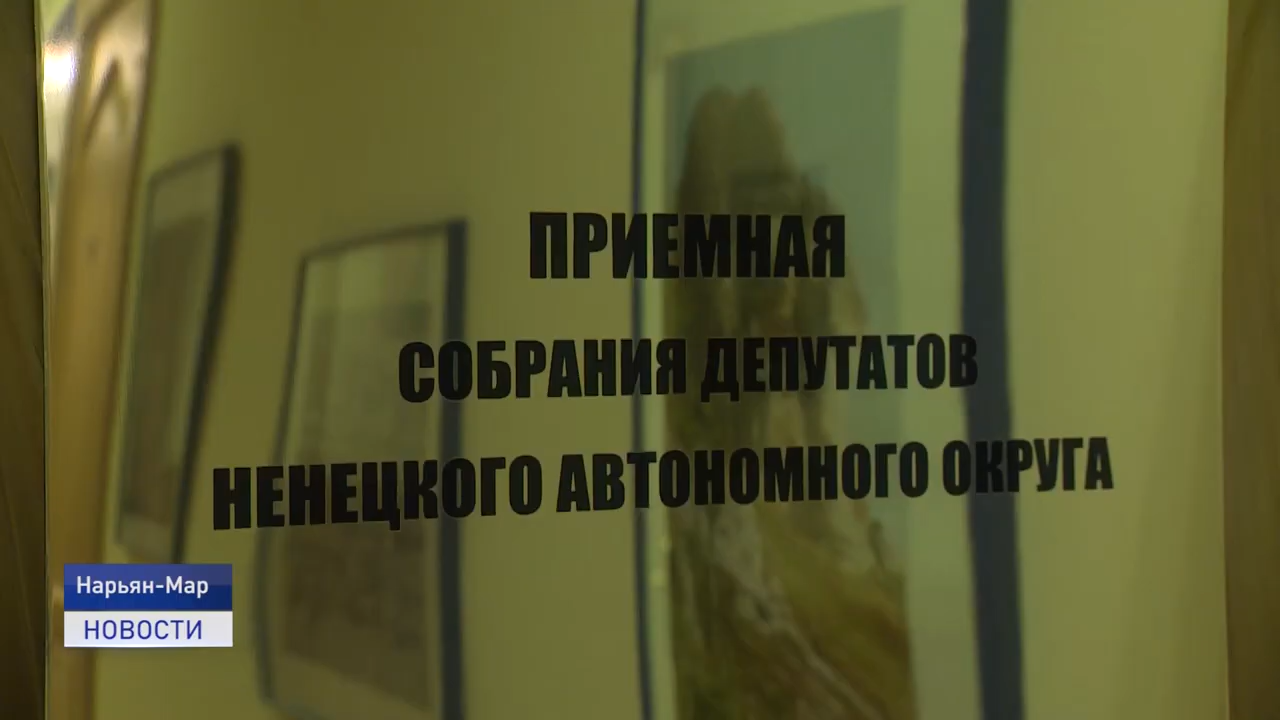 ПРИЕМНАЯ
СОБРАНИЯ ДЕПУТАТОВ
НЕНЕЦКОГО АВТОНОМНОГО ОКРУГА
Нарьян-Мар
НОВОСТИ